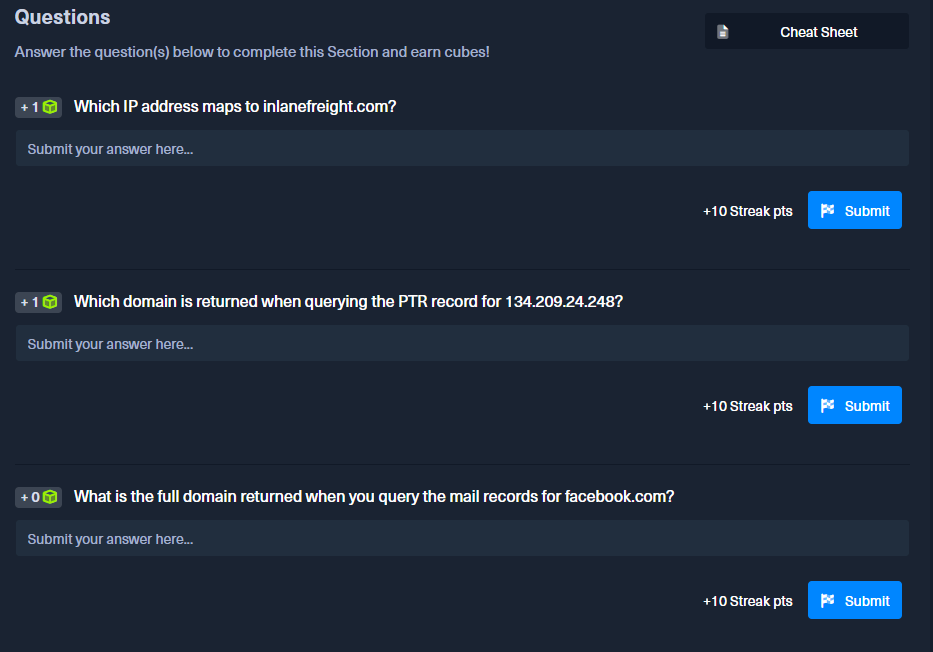 Questions
Cheat Sheet
Answer the question(s) below to complete this Section and earn cubes!
+ 1 Which IP address maps to inlanefreight.com?
Submit your answer here...
+10 Streak pts Submit
+ 1 Which domain is returned when querying the PTR record for 134.209.24.248?
Submit your answer here...
+10 Streak pts Submit
+ 0 What is the full domain returned when you query the mail records for facebook.com?
Submit your answer here...
+10 Streak pts Submit